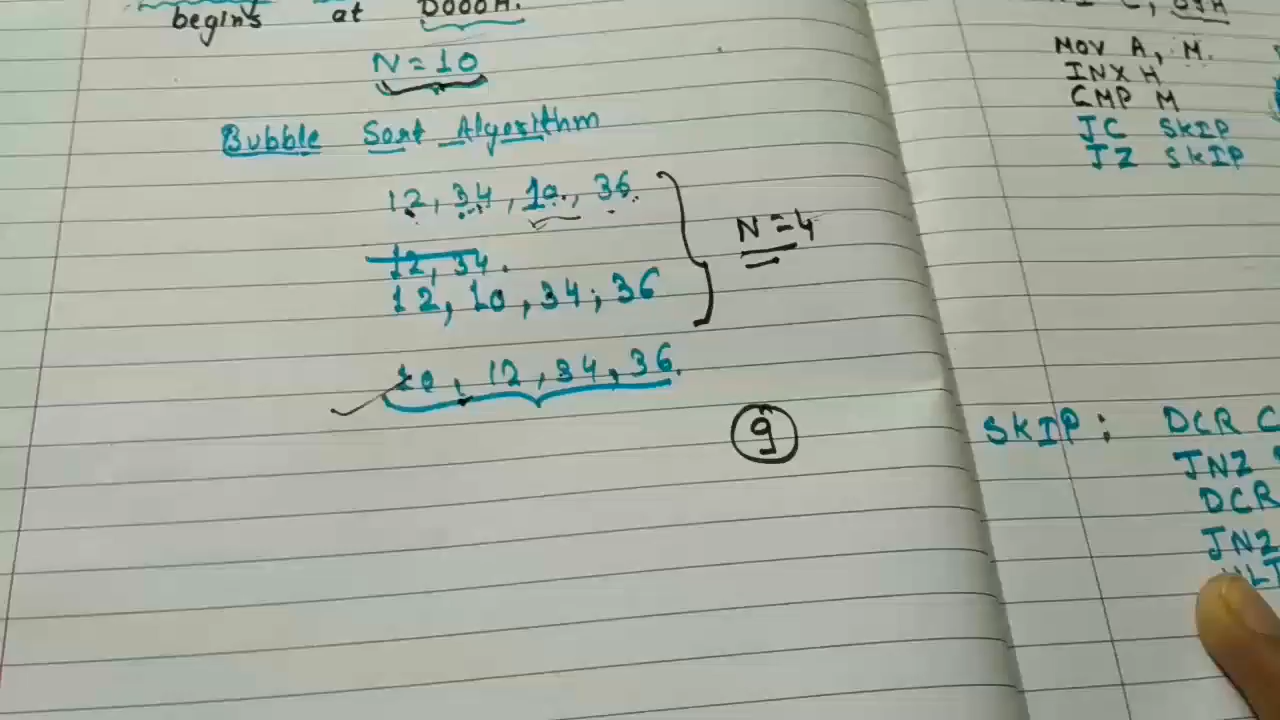 begins at D000H.
N = 10
Bubble Sort Algorithm
12, 34, 10, 36.
12, 34.
12, 10, 34, 36
N = 4
10, 12, 34, 36.
9
MOV A, M.
INX H
CMP M
JC SKIP
JZ SKIP
SKIP: DCR C
JNZ
DCR
JNZ
HLT